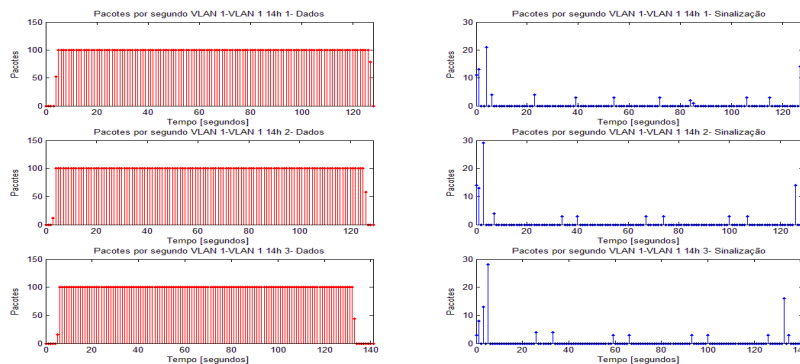 Pacotes por segundo VLAN 1-VLAN 1 14h 1- Dados
150
100
50
0
Pacotes
0 20 40 60 80 100 120
Tempo [segundos]
Pacotes por segundo VLAN 1-VLAN 1 14h 1- Sinalização
30
20
10
0
Pacotes
0 20 40 60 80 100 120
Tempo [segundos]
Pacotes por segundo VLAN 1-VLAN 1 14h 2- Dados
150
100
50
0
Pacotes
0 20 40 60 80 100 120
Tempo [segundos]
Pacotes por segundo VLAN 1-VLAN 1 14h 2- Sinalização
30
20
10
0
Pacotes
0 20 40 60 80 100 120
Tempo [segundos]
Pacotes por segundo VLAN 1-VLAN 1 14h 3- Dados
150
100
50
0
Pacotes
0 20 40 60 80 100 120 140
Tempo [segundos]
Pacotes por segundo VLAN 1-VLAN 1 14h 3- Sinalização
30
20
10
0
Pacotes
0 20 40 60 80 100 120
Tempo [segundos]